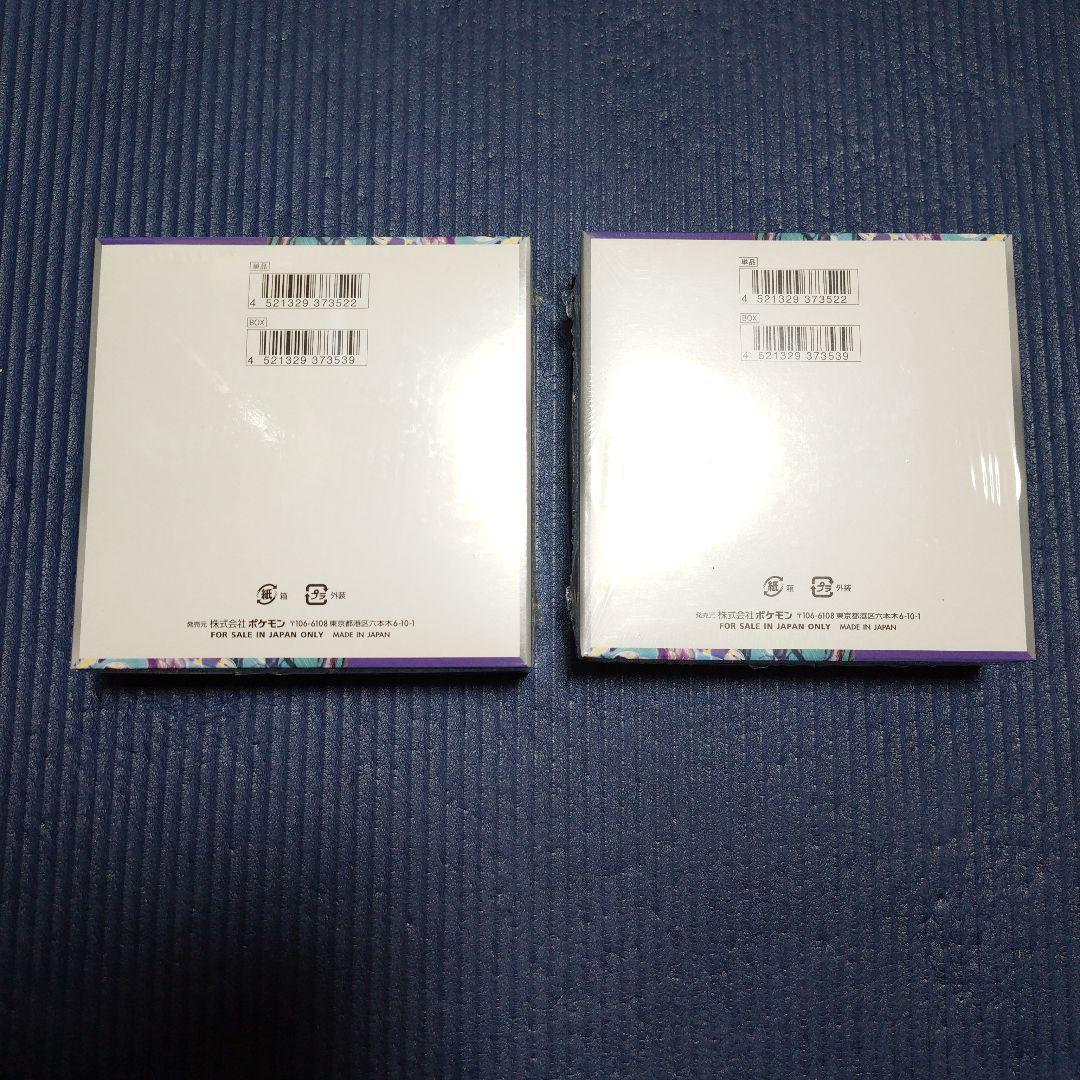 単品
4 521329 373522
BOX
4 521329 373539
紙 箱 プラ 外装
発売元 株式会社 ポケモン 〒106-6108 東京都港区六本木6-10-1
FOR SALE IN JAPAN ONLY MADE IN JAPAN
単品
4 521329 373522
BOX
4 521329 373539
紙 箱 プラ 外装
発売元 株式会社 ポケモン 〒106-6108 東京都港区六本木6-10-1
FOR SALE IN JAPAN ONLY MADE IN JAPAN